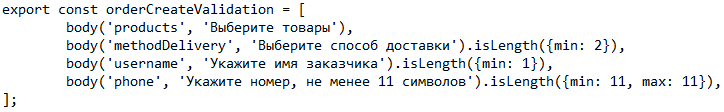 export const orderCreateValidation = [
body('products', 'Выберите товары'),
body('methodDelivery', 'Выберите способ доставки').isLength({min: 2}),
body('username', 'Укажите имя заказчика').isLength({min: 1}),
body('phone', 'Укажите номер, не менее 11 символов').isLength({min: 11, max: 11}),
];